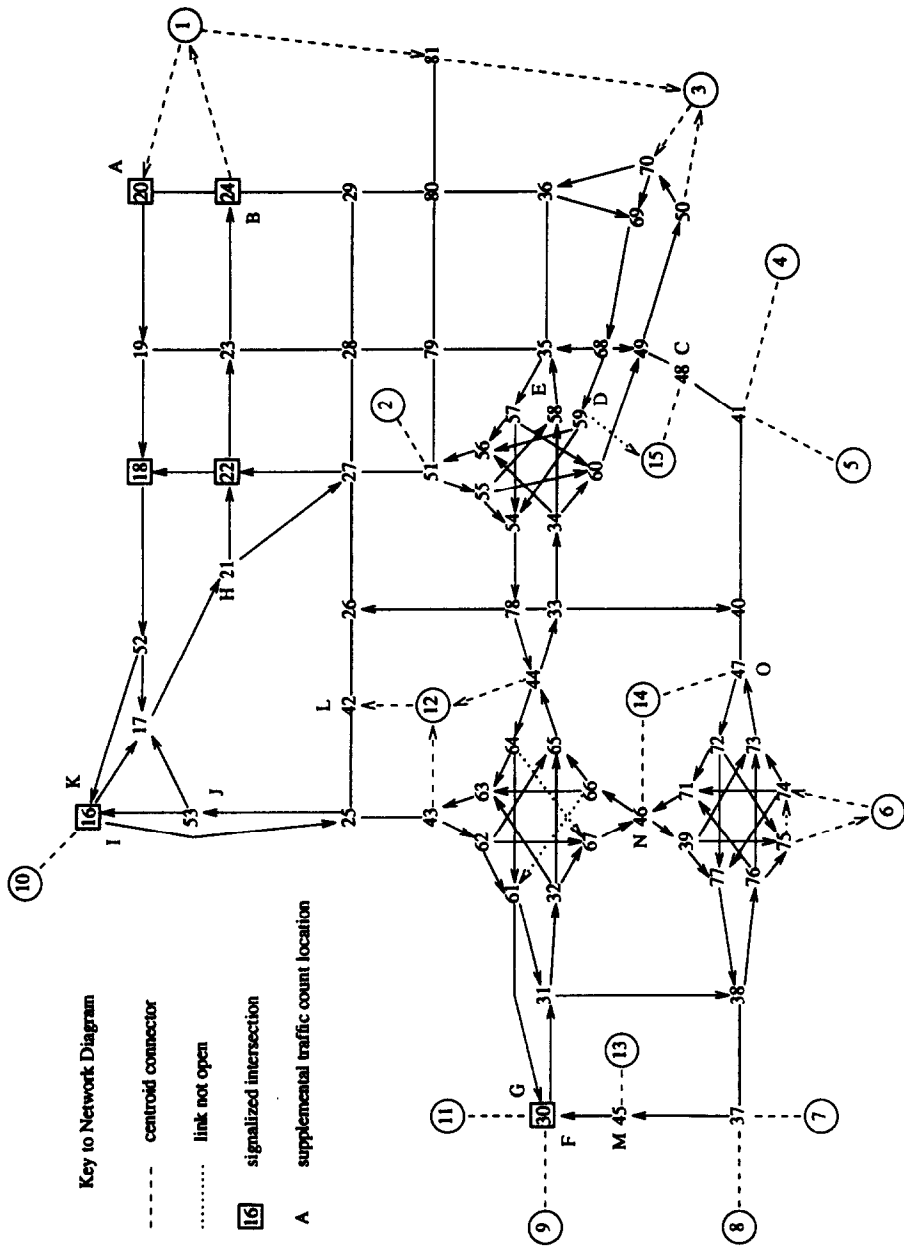 10
Key to Network Diagram
K
16
A
I
centroid connector
17 52 18 19 20
1
53
link not open
J
H 21 22 23 24
16 signalized intersection
B
A supplemental traffic count location
L
25 42 26 27 28 29
2
11 43 12 51 79 80 81
62 63 55 56
G 61 64 78 54 57
E
9 30 31 32 65 44 33 34 58 35 36
F
67 66 60 59 D 68 69 70
M 45 13
N 46 14 15 49 50 3
48 C
39 71
77 72
8 37 38 76 73 47 40 41
O
75 74 4
7
5
6